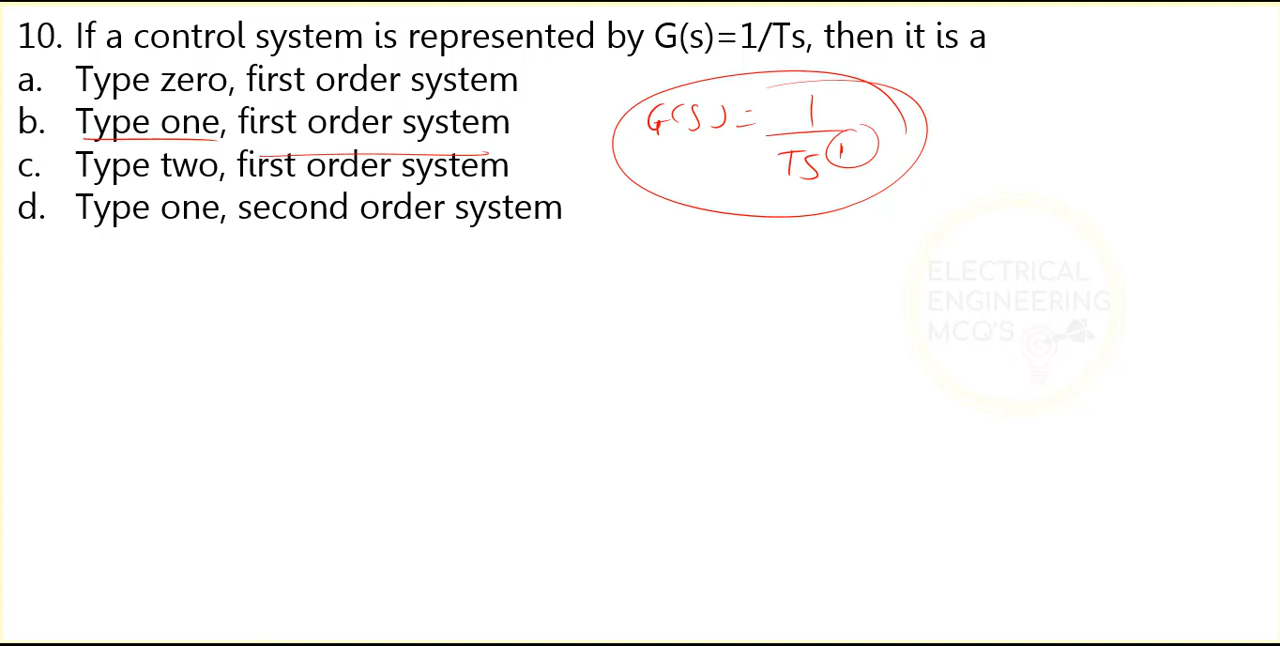 10. If a control system is represented by G(s)=1/Ts, then it is a
a. Type zero, first order system
b. Type one, first order system
c. Type two, first order system
d. Type one, second order system
G(S) = 1
TS 1
ELECTRICAL
ENGINEERING
MCQ'S